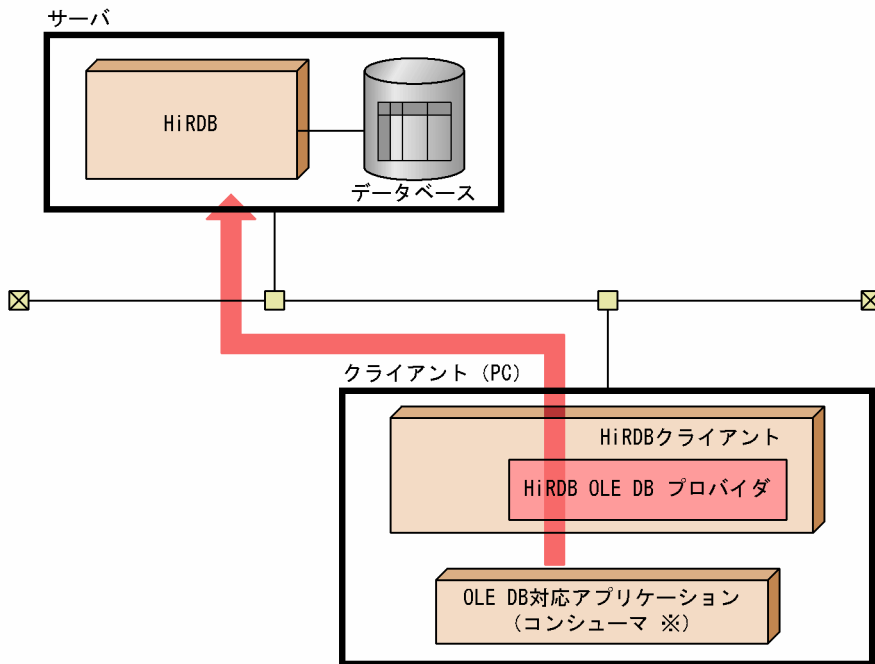 サーバ
HiRDB
データベース
クライアント (PC)
HiRDBクライアント
HiRDB OLE DB プロバイダ
OLE DB対応アプリケーション
(コンシューマ ※)